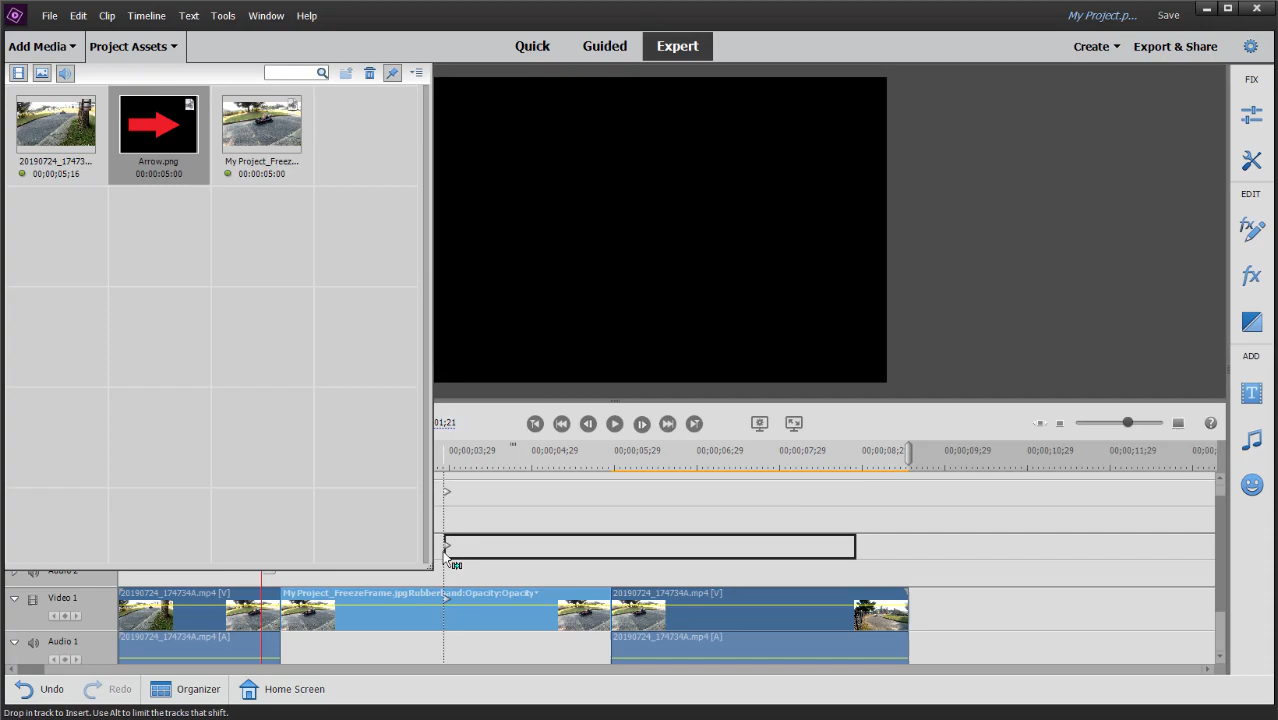 File Edit Clip Timeline Text Tools Window Help
My Project.p... Save
Add Media Project Assets
Quick Guided Expert
Create Export & Share
FIX
EDIT
ADD
20190724_17473...
00;00;05;16
Arrow.png
00:00:05:00
My Project_Freez...
00:00:05:00
01;21
00;00;03;29 00;00;04;29 00;00;05;29 00;00;06;29 00;00;07;29 00;00;08;2 00;00;09;29 00;00;10;29 00;00;11;29 00;00;
Audio 2
Video 1
20190724_174734A.mp4 [V]
My Project_FreezeFrame.jpg Rubberband:Opacity:Opacity
20190724_174734A.mp4 [V]
Audio 1
20190724_174734A.mp4 [A]
20190724_174734A.mp4 [A]
Undo Redo Organizer Home Screen
Drop in track to Insert. Use Alt to limit the tracks that shift.